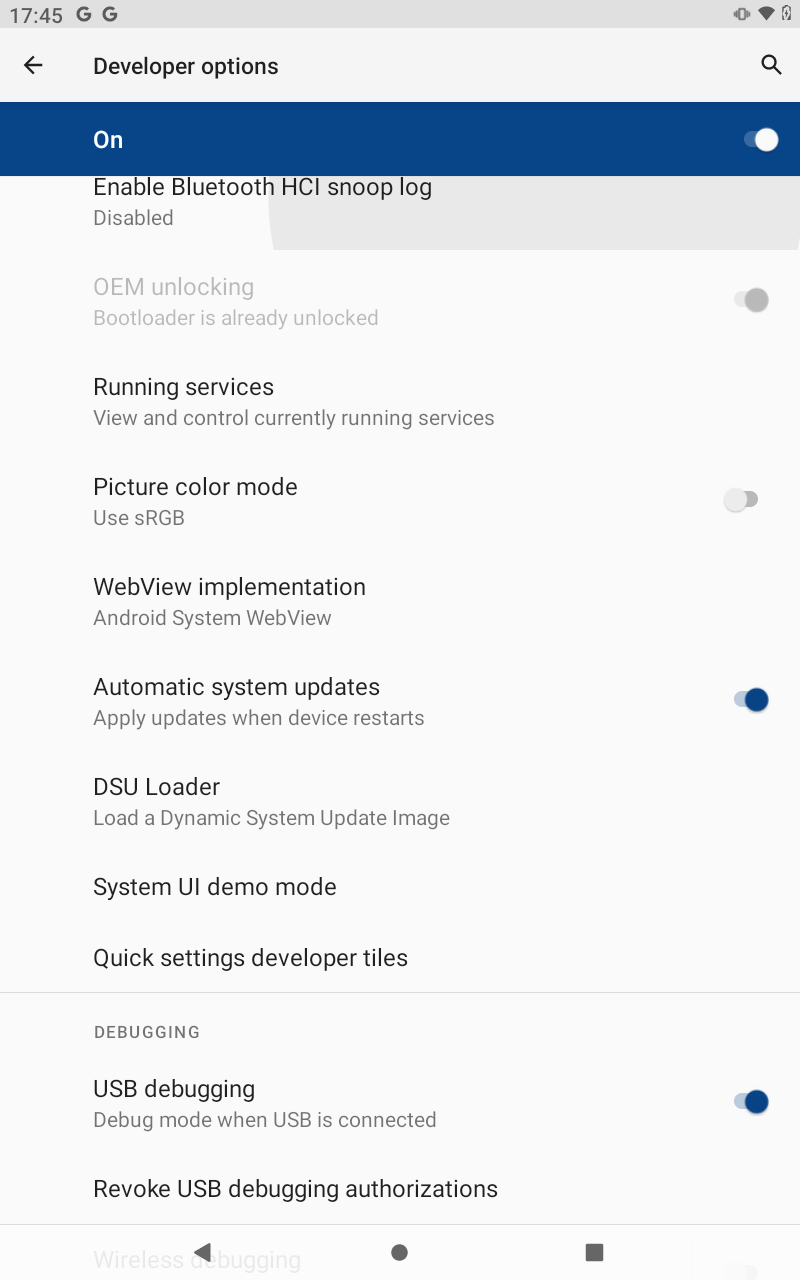 17:45 G G
Developer options
On
Enable Bluetooth HCI snoop log
Disabled
OEM unlocking
Bootloader is already unlocked
Running services
View and control currently running services
Picture color mode
Use sRGB
WebView implementation
Android System WebView
Automatic system updates
Apply updates when device restarts
DSU Loader
Load a Dynamic System Update Image
System UI demo mode
Quick settings developer tiles
DEBUGGING
USB debugging
Debug mode when USB is connected
Revoke USB debugging authorizations
Wireless debugging